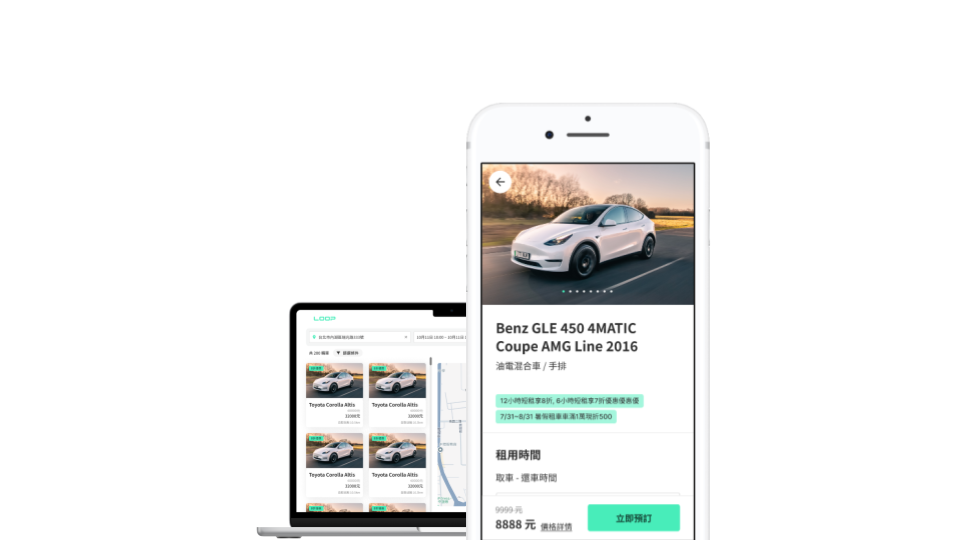 LOOP
Toyota Corolla Altis
Toyota Corolla Altis
Toyota Corolla Altis
Toyota Corolla Altis
Benz GLE 450 4MATIC
Coupe AMG Line 2016
油電混合車 / 手排
12小時短租享8折, 6小時短租享7折優惠優惠優
7/31~8/31 暑假租車車滿1萬現折500
租用時間
取車 - 還車時間
9999 元
8888 元 價格詳情
立即預訂